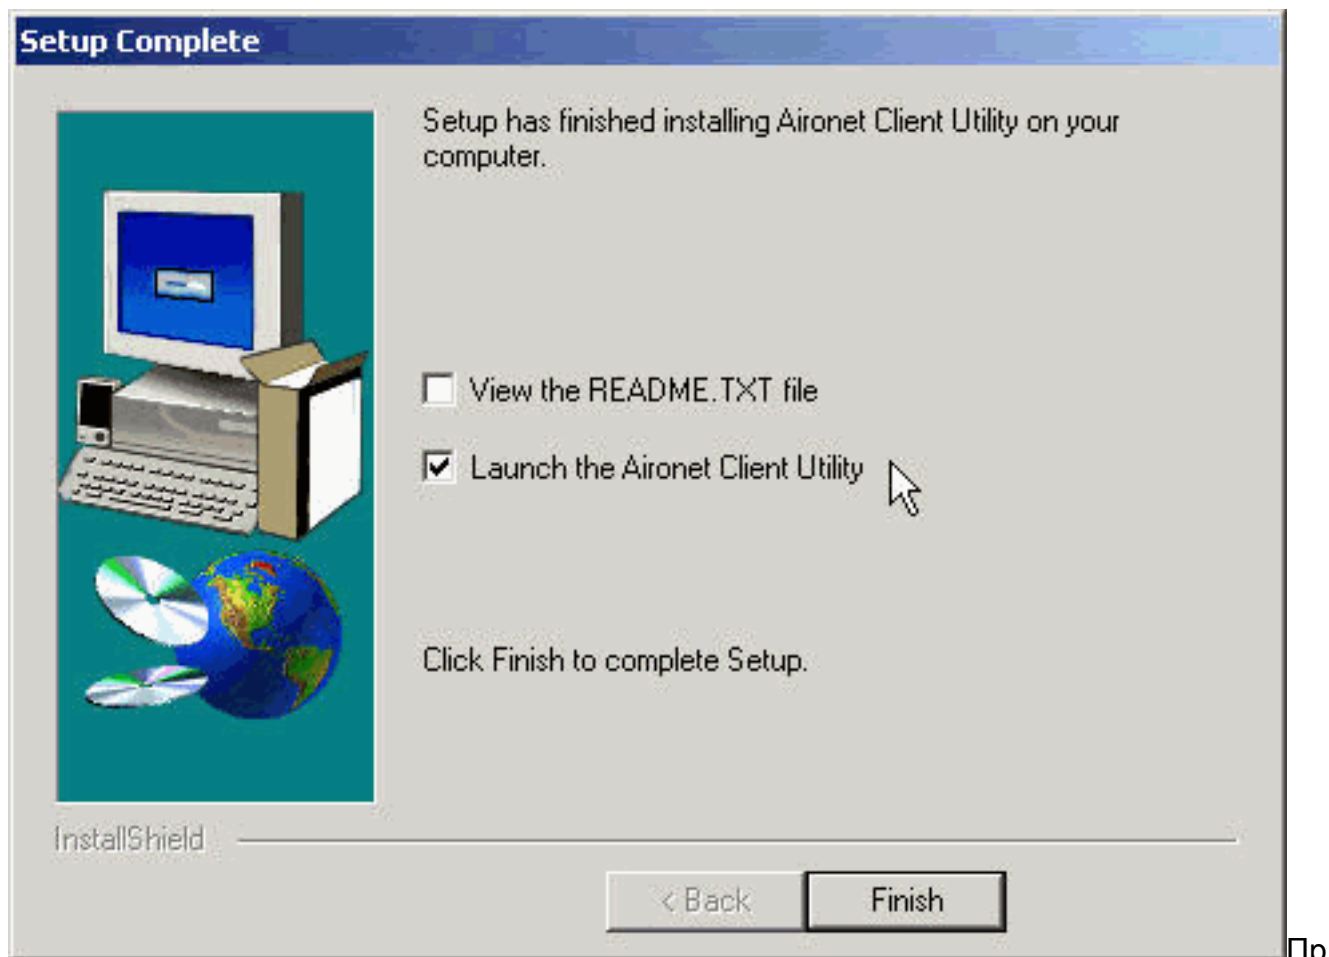 Setup Complete
Setup has finished installing Aironet Client Utility on your
computer.
View the README.TXT file
Launch the Aironet Client Utility
Click Finish to complete Setup.
InstallShield
< Back
Finish
Пр